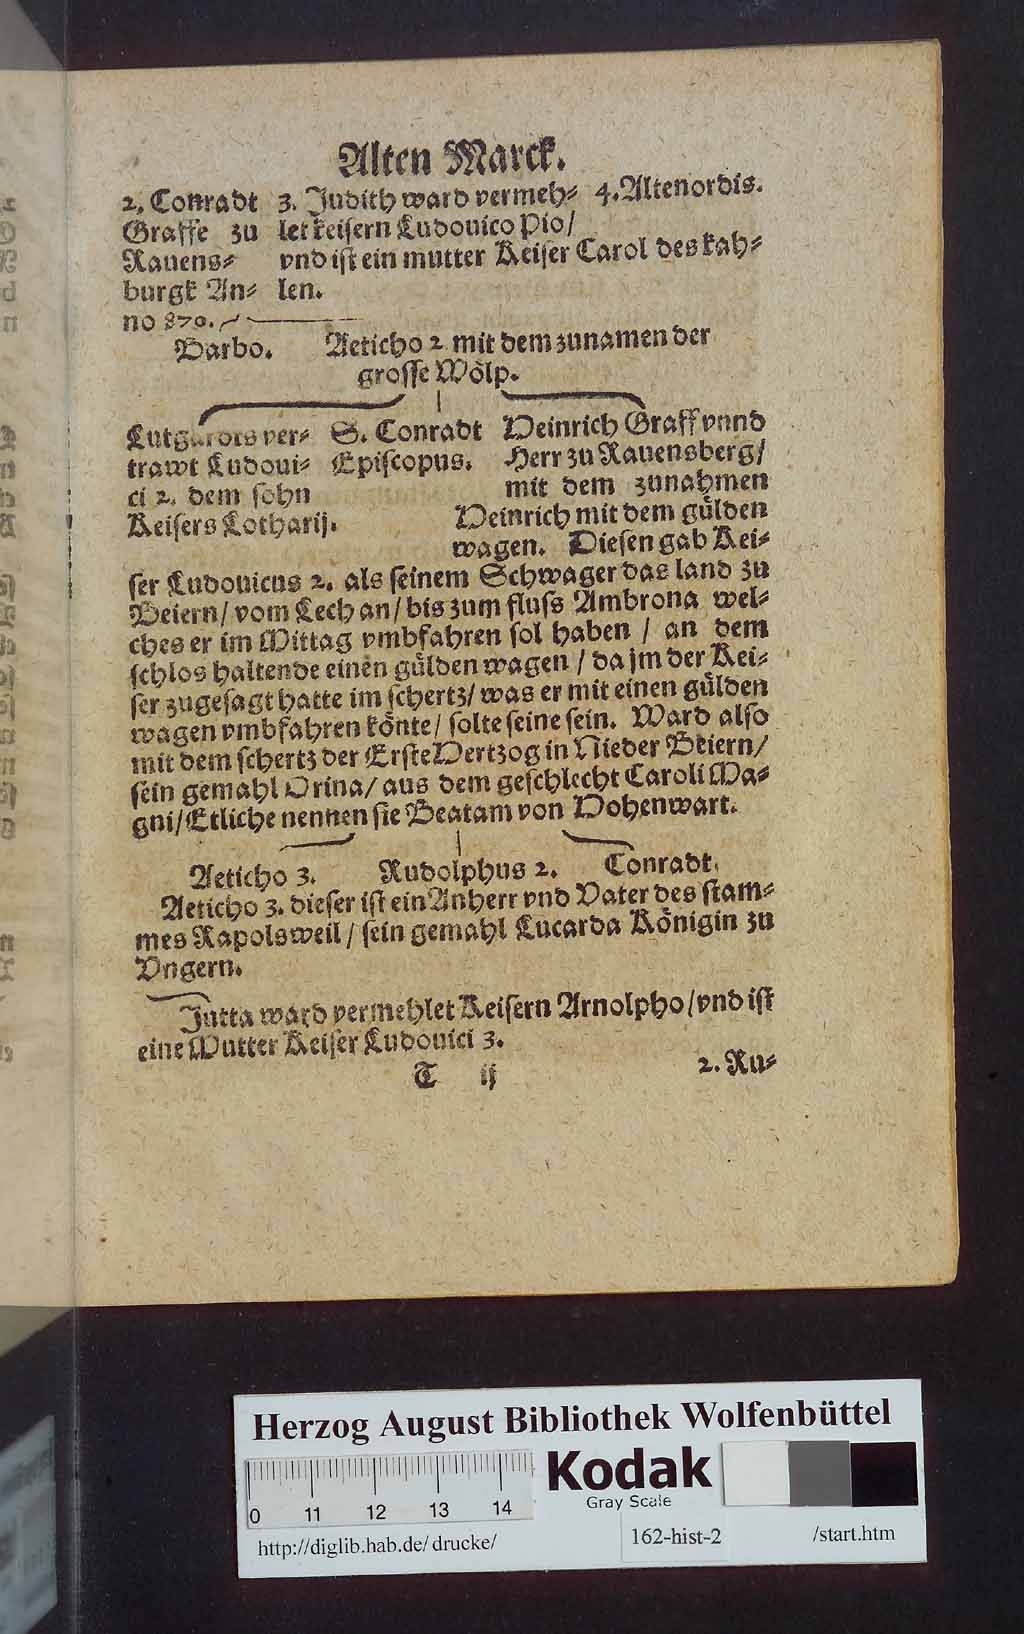 Alten Marck.
2. Conradt
Graffe zu
Rauens-
burgk An-
no 870.
3. Judith ward vermeh-
let keisern Ludouico Pio/
vnd ist ein mutter Keiser Carol des kah-
len.
4. Altenordis.
Barbo.
Aeticho 2 mit dem zunamen der
grosse Wölp.
Lutgardis ver-
trawt Ludoui-
ci 2. dem sohn
Keisers Lotharij.
S. Conradt
Episcopus.
Heinrich Graff vnnd
Herr zu Rauensberg/
mit dem zunahmen
Heinrich mit dem gülden
wagen. Diesen gab Kei-
ser Ludouicus 2. als seinem Schwager das land zu
Beiern/ vom Lech an/ bis zum fluss Ambrona wel-
ches er im Mittag vmbfahren sol haben / an dem
schlos haltende einen gülden wagen / da jm der Kei-
ser zugesagt hatte im schertz/ was er mit einen gülden
wagen vmbfahren könte/ solte seine sein. Ward also
mit dem schertz der Erste Hertzog in Nieder Beiern/
sein gemahl Orina/ aus dem geschlecht Caroli Ma-
gni/ Etliche nennen sie Beatam von Hohenwart.
Aeticho 3. Rudolphus 2. Conradt.
Aeticho 3. dieser ist ein Anherr vnd Vater des stam-
mes Rapolsweil/ sein gemahl Lucarda Königin zu
Vngern.
Jutta ward vermehlet Keisern Arnolpho/ vnd ist
eine Mutter Keiser Ludouici 3.
T ij
2. Ru-
Herzog August Bibliothek Wolfenbüttel
0 11 12 13 14
Kodak
Gray Scale
http://diglib.hab.de/drucke/
162-hist-2
/start.htm